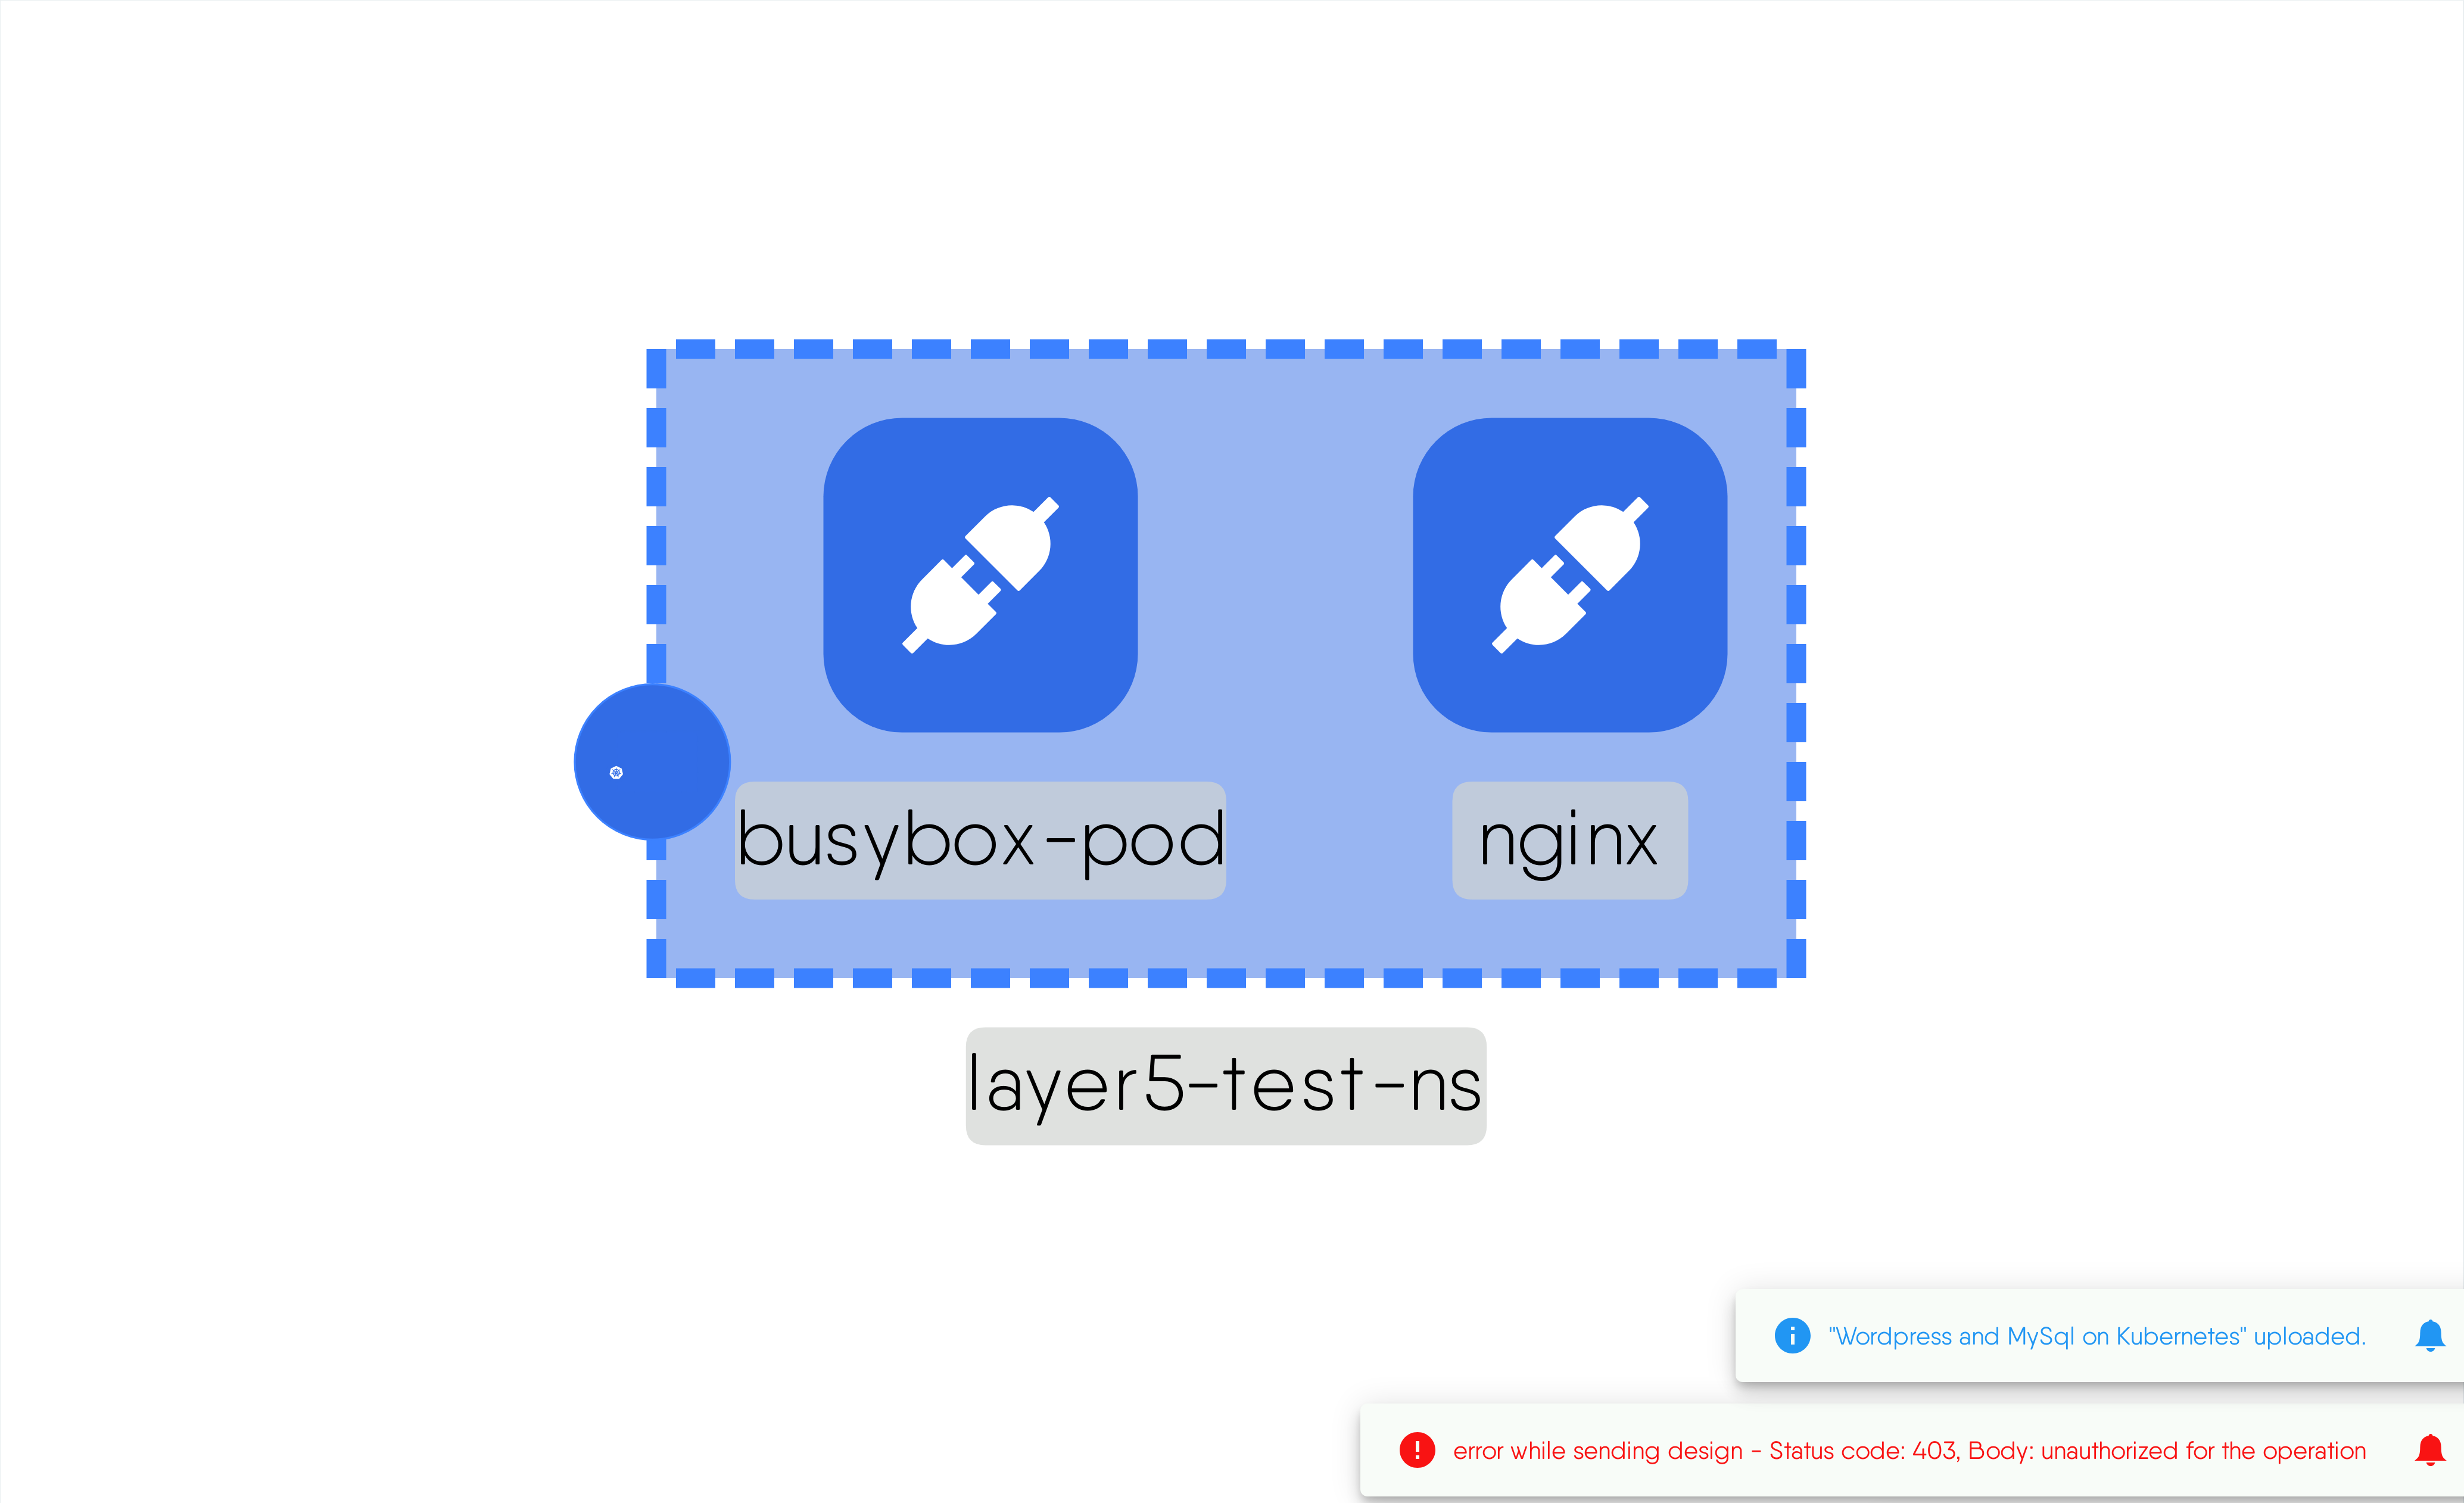 busybox-pod
nginx
layer5-test-ns
"Wordpress and MySql on Kubernetes" uploaded.
error while sending design - Status code: 403, Body: unauthorized for the operation